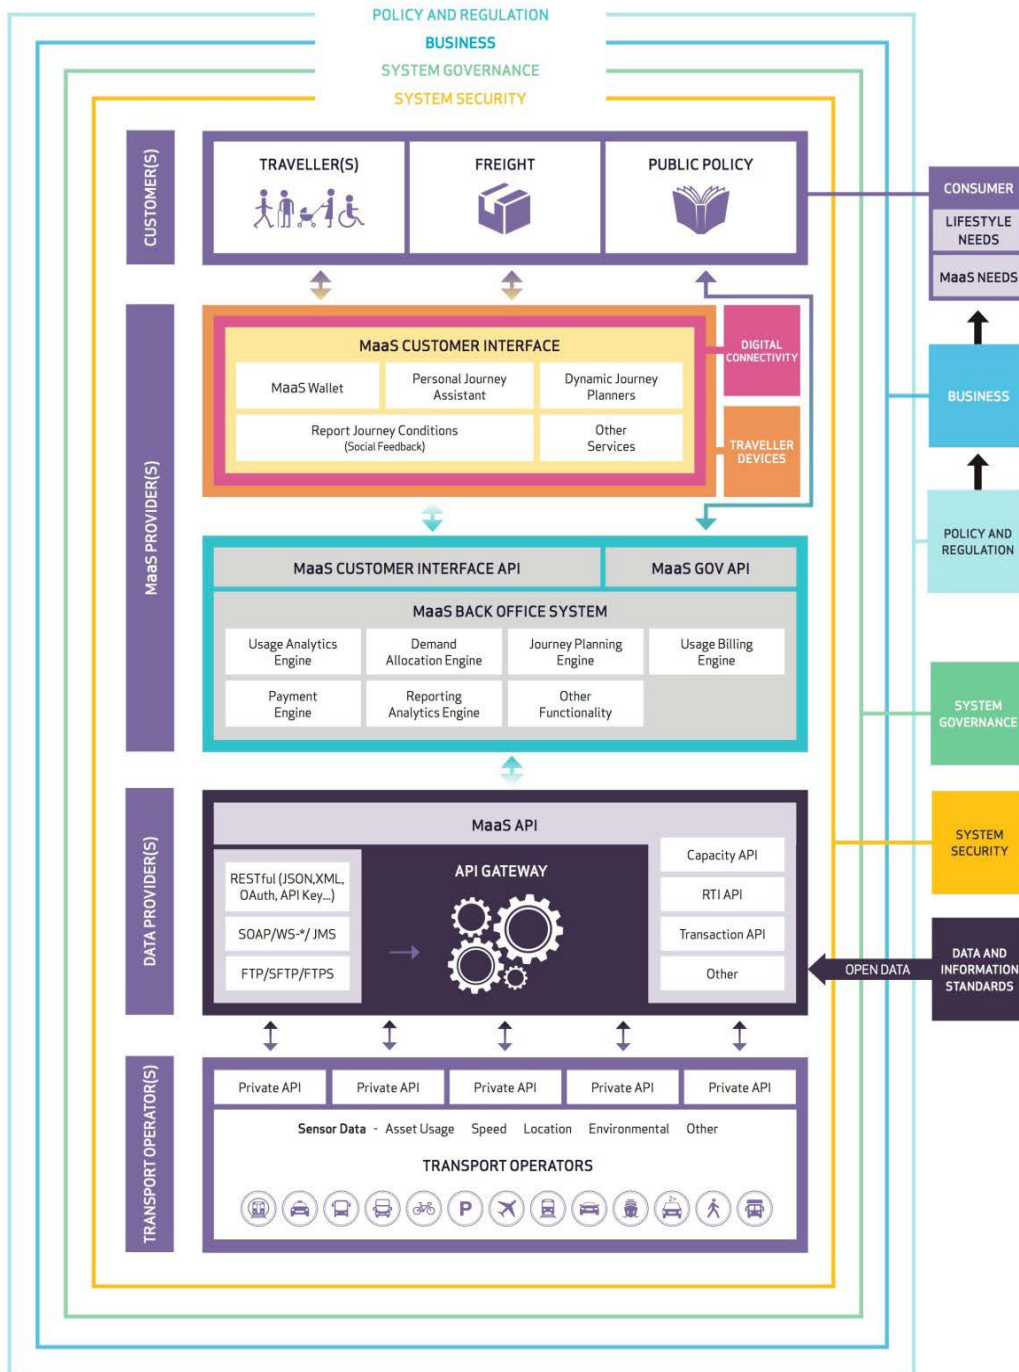 POLICY AND REGULATION
BUSINESS
SYSTEM GOVERNANCE
SYSTEM SECURITY
CUSTOMER(S)
TRAVELLER(S)
FREIGHT
PUBLIC POLICY
CONSUMER
LIFESTYLE
NEEDS
MaaS NEEDS
MaaS PROVIDER(S)
MaaS CUSTOMER INTERFACE
MaaS Wallet
Personal Journey
Assistant
Dynamic Journey
Planners
Report Journey Conditions
(Social Feedback)
Other
Services
DIGITAL
CONNECTIVITY
TRAVELLER
DEVICES
BUSINESS
POLICY AND
REGULATION
MaaS CUSTOMER INTERFACE API
MaaS GOV API
MaaS BACK OFFICE SYSTEM
Usage Analytics
Engine
Demand
Allocation Engine
Journey Planning
Engine
Usage Billing
Engine
Payment
Engine
Reporting
Analytics Engine
Other
Functionality
SYSTEM
GOVERNANCE
DATA PROVIDER(S)
MaaS API
RESTful (JSON,XML,
OAuth, API Key...)
SOAP/WS-*/ JMS
FTP/SFTP/FTPS
API GATEWAY
Capacity API
RTI API
Transaction API
Other
SYSTEM
SECURITY
OPEN DATA
DATA AND
INFORMATION
STANDARDS
TRANSPORT OPERATOR(S)
Private API
Private API
Private API
Private API
Private API
Sensor Data - Asset Usage Speed Location Environmental Other
TRANSPORT OPERATORS
P
2+